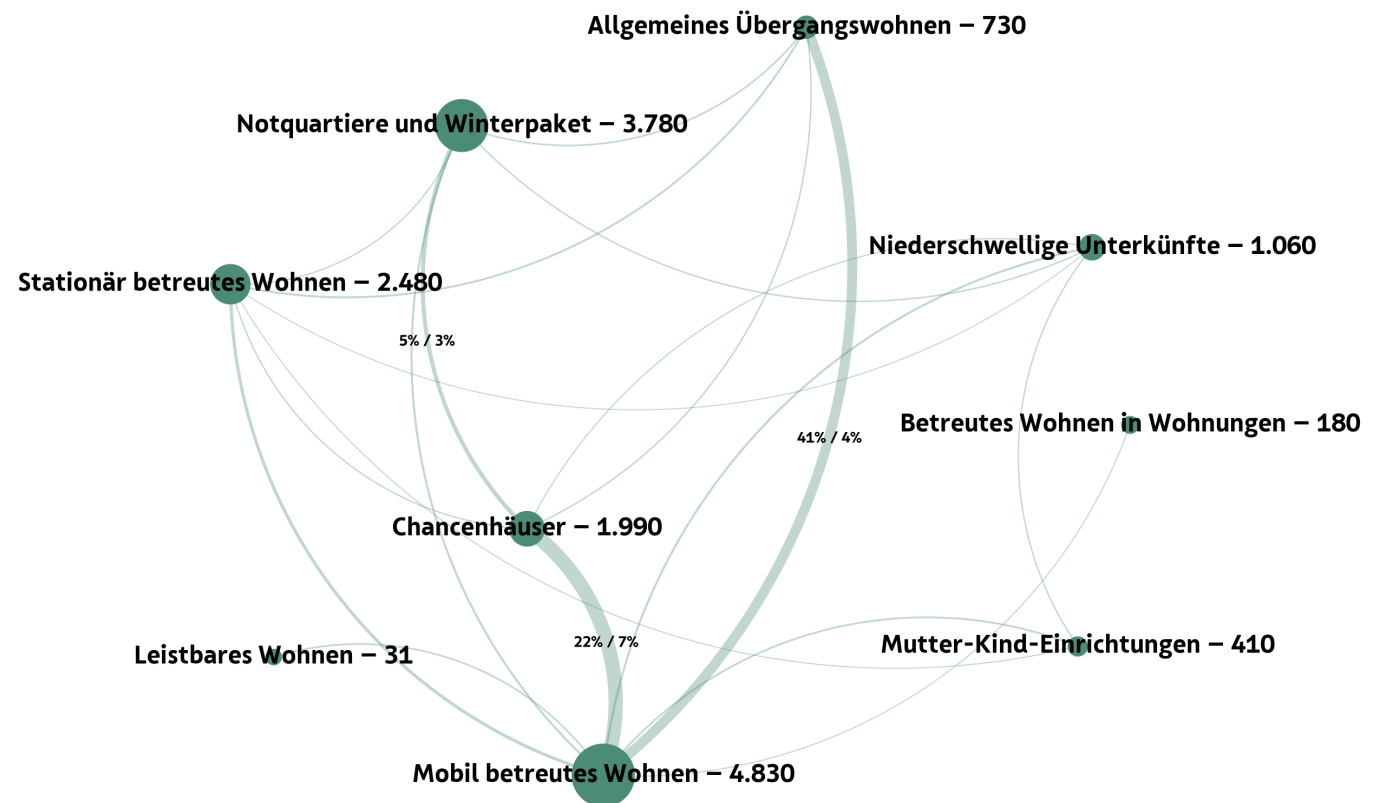 Allgemeines Übergangswohnen – 730
Notquartiere und Winterpaket – 3.780
Niederschwellige Unterkünfte – 1.060
Stationär betreutes Wohnen – 2.480
5% / 3%
Betreutes Wohnen in Wohnungen – 180
41% / 4%
Chancenhäuser – 1.990
22% / 7%
Mutter-Kind-Einrichtungen – 410
Leistbares Wohnen – 31
Mobil betreutes Wohnen – 4.830